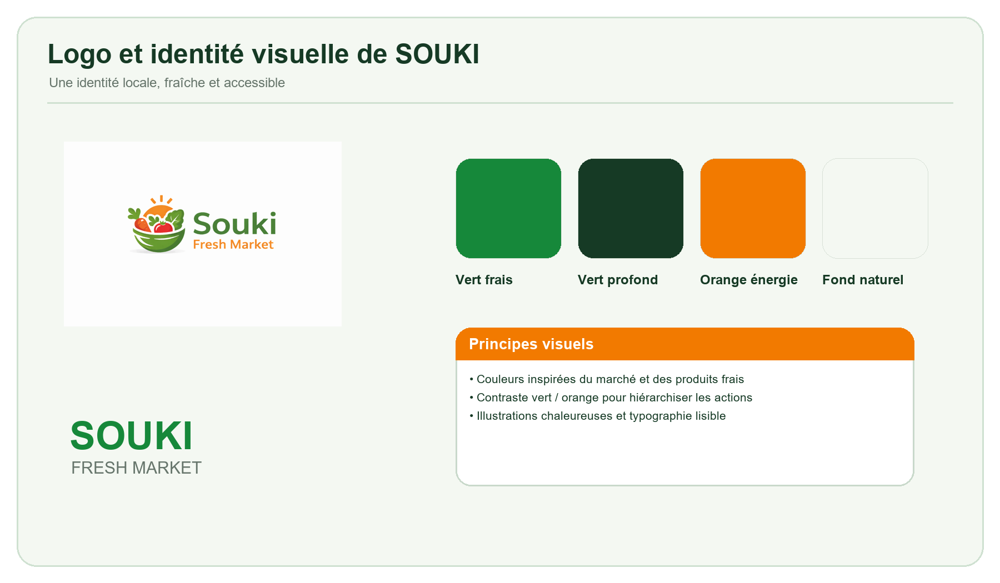 Logo et identité visuelle de SOUKI
Une identité locale, fraîche et accessible
Souki
Fresh Market
SOUKI
FRESH MARKET
Vert frais
Vert profond
Orange énergie
Fond naturel
Principes visuels
• Couleurs inspirées du marché et des produits frais
• Contraste vert / orange pour hiérarchiser les actions
• Illustrations chaleureuses et typographie lisible